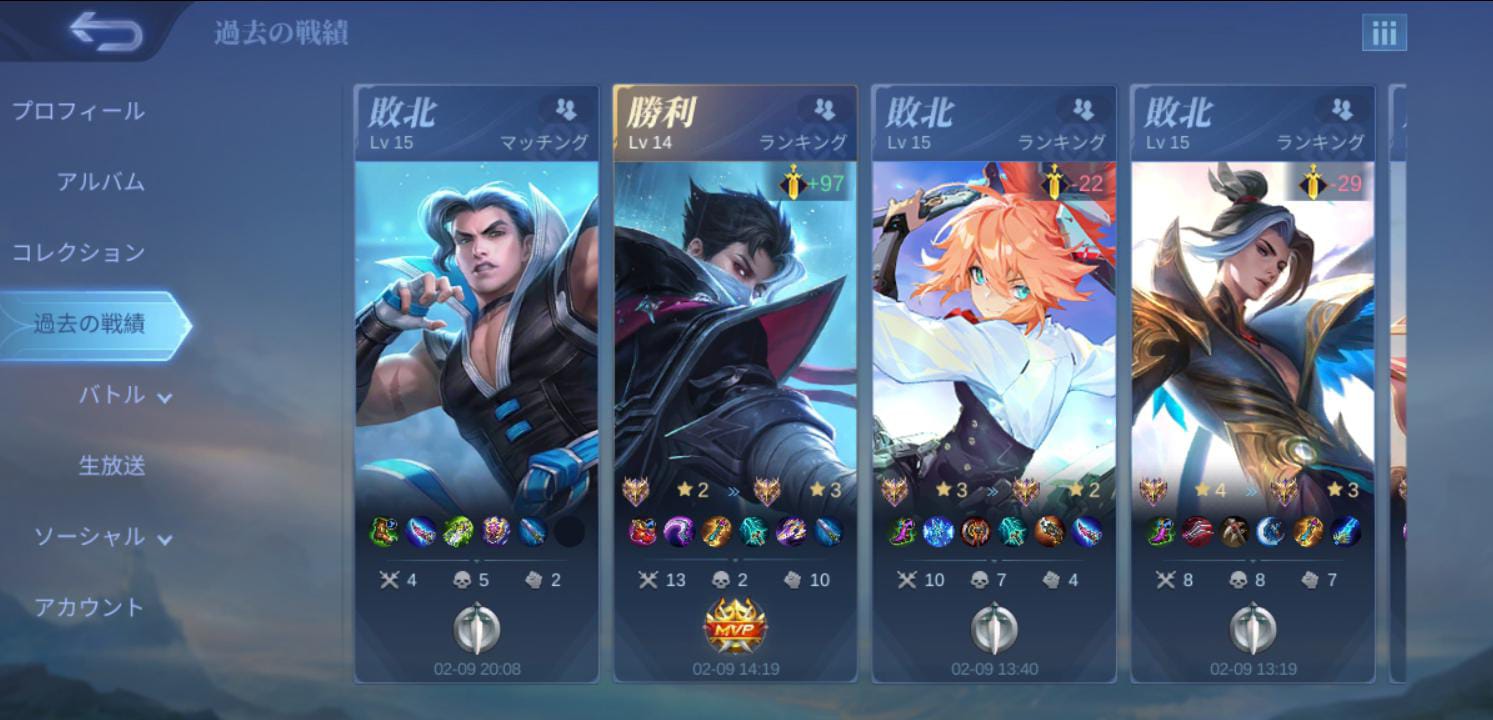 過去の戦績
プロフィール
アルバム
コレクション
過去の戦績
バトル
生放送
ソーシャル
アカウント
敗北
Lv 15 マッチング
4 5 2
02-09 20:08
勝利
Lv 14 ランキング
+97
2 » 3
13 2 10
MVP
02-09 14:19
敗北
Lv 15 ランキング
-22
3 » 2
10 7 4
02-09 13:40
敗北
Lv 15 ランキング
-29
4 » 3
8 8 7
02-09 13:19